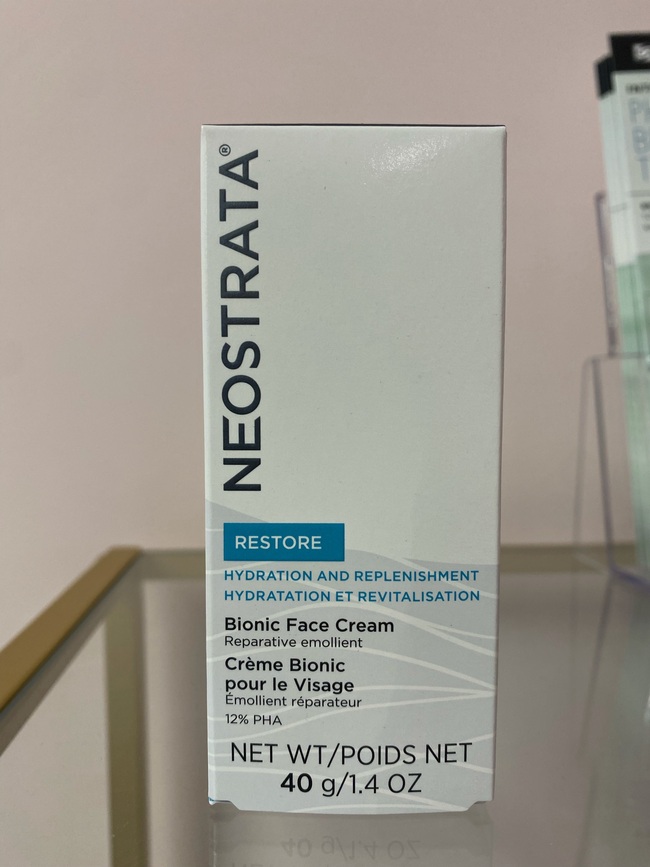 NEOSTRATA®
RESTORE
HYDRATION AND REPLENISHMENT
HYDRATATION ET REVITALISATION
Bionic Face Cream
Reparative emollient
Crème Bionic
pour le Visage
Émollient réparateur
12% PHA
NET WT/POIDS NET
40 g/1.4 OZ